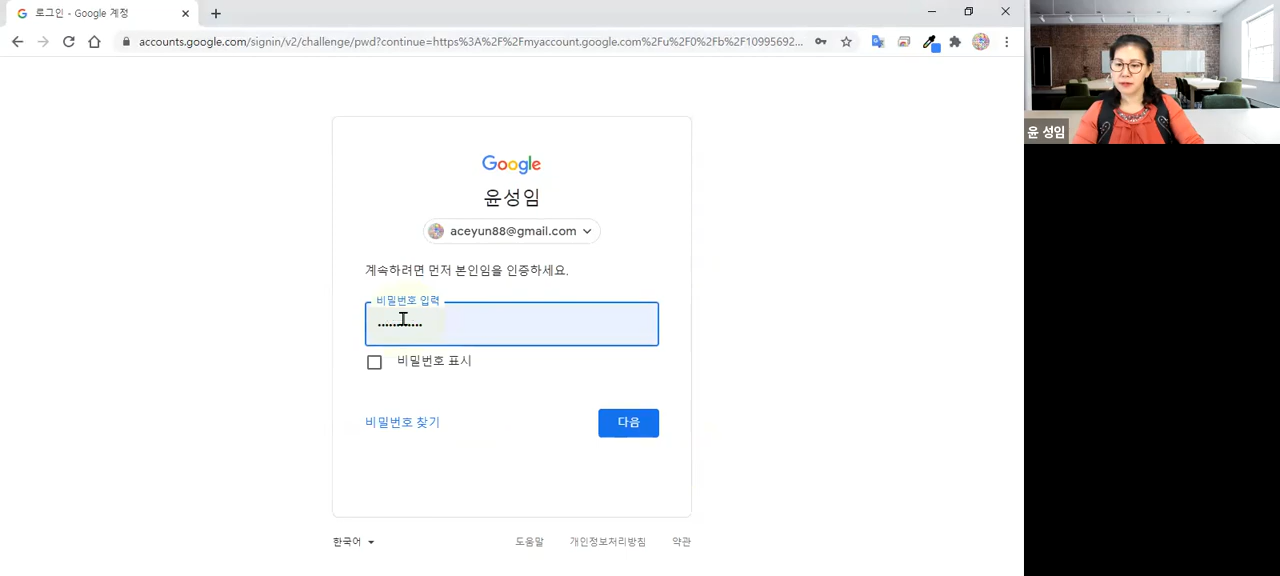 로그인 - Google 계정
accounts.google.com/signin/v2/challenge/pwd?continue=https%3A%2F%2Fmyaccount.google.com%2Fu%2F0%2Fb%2F10995692...
윤 성임
Google
윤성임
aceyun88@gmail.com
계속하려면 먼저 본인임을 인증하세요.
비밀번호 입력
••••••••••••
비밀번호 표시
비밀번호 찾기
다음
한국어
도움말
개인정보처리방침
약관